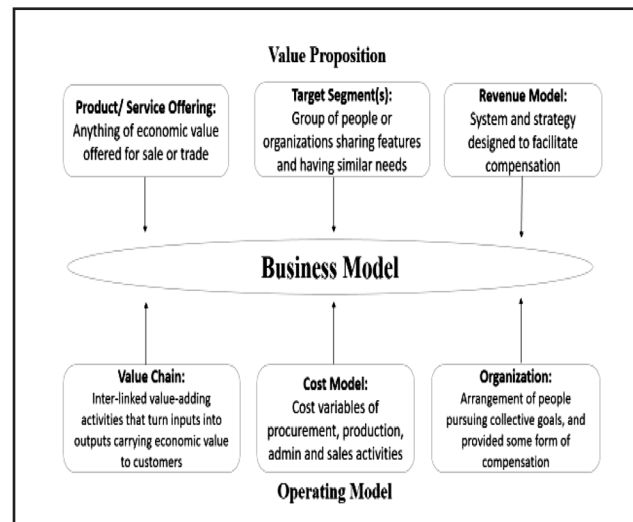 Value Proposition
Product/ Service Offering:
Anything of economic value
offered for sale or trade
Target Segment(s):
Group of people or
organizations sharing features
and having similar needs
Revenue Model:
System and strategy
designed to facilitate
compensation
Business Model
Value Chain:
Inter-linked value-adding
activities that turn inputs into
outputs carrying economic value
to customers
Cost Model:
Cost variables of
procurement, production,
admin and sales activities
Organization:
Arrangement of people
pursuing collective goals, and
provided some form of
compensation
Operating Model